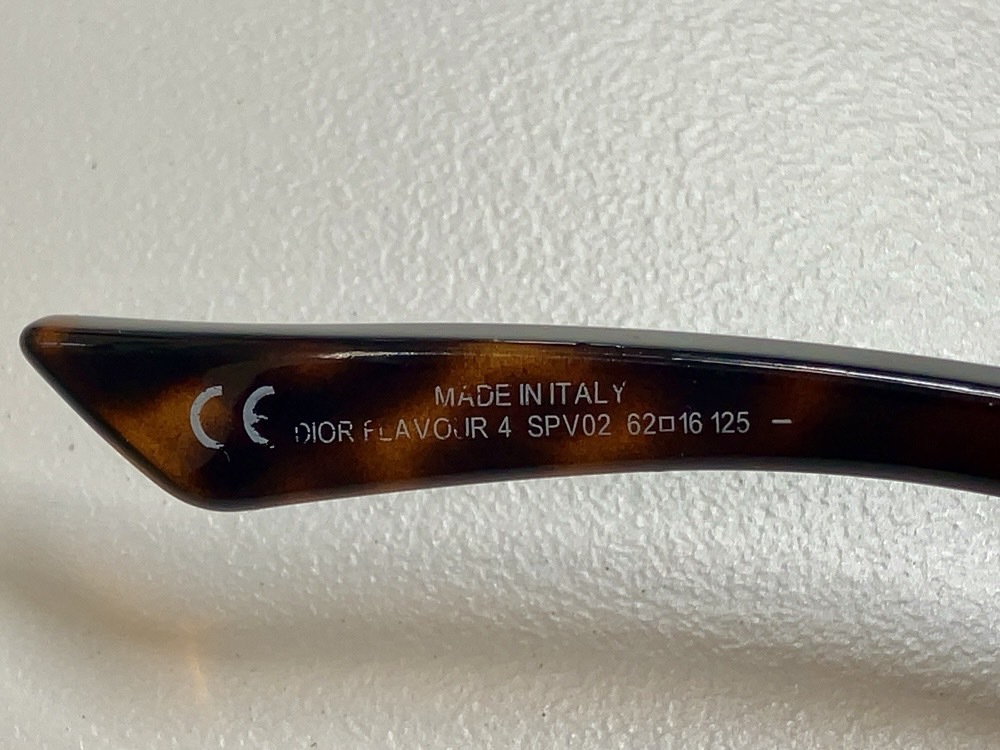 CE
MADE IN ITALY
DIOR FLAVOUR 4 SPV02 62□16 125 –